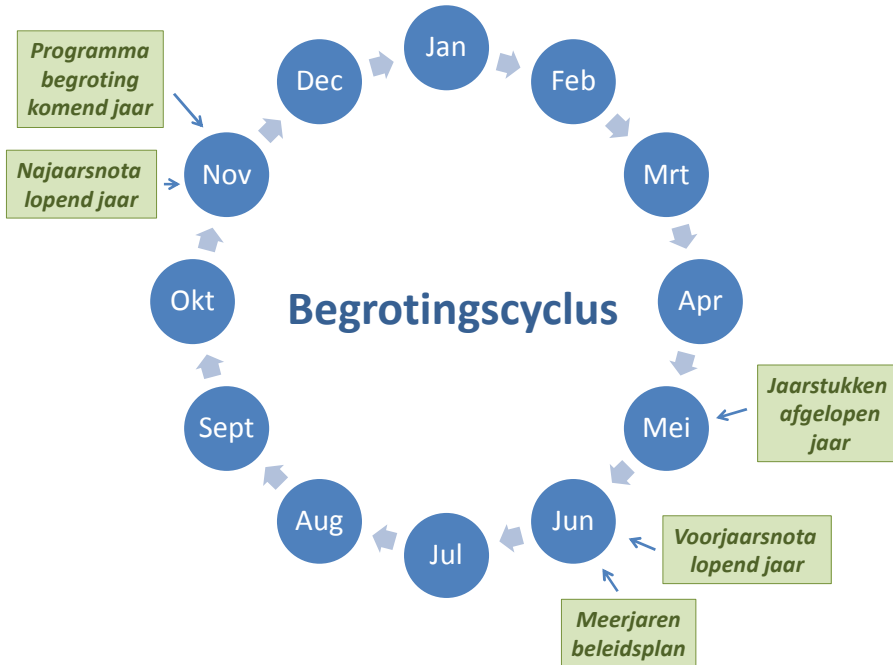 Begrotingscyclus
Jan
Feb
Mrt
Apr
Mei
Jaarstukken
afgelopen
jaar
Jun
Voorjaarsnota
lopend jaar
Meerjaren
beleidsplan
Jul
Aug
Sept
Okt
Nov
Programma
begroting
komend jaar
Najaarsnota
lopend jaar
Dec